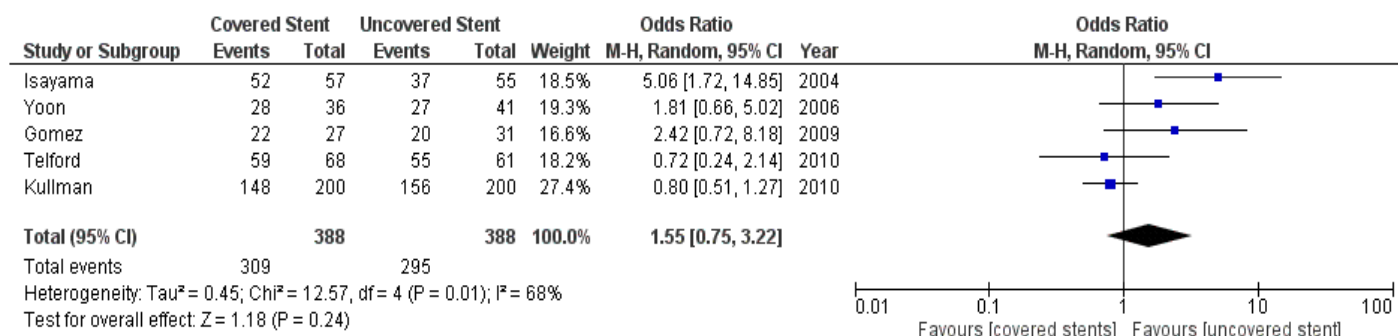 Covered Stent Uncovered Stent Odds Ratio Odds Ratio
Study or Subgroup Events Total Events Total Weight M-H, Random, 95% CI Year M-H, Random, 95% CI
Isayama 52 57 37 55 18.5% 5.06 [1.72, 14.85] 2004
Yoon 28 36 27 41 19.3% 1.81 [0.66, 5.02] 2006
Gomez 22 27 20 31 16.6% 2.42 [0.72, 8.18] 2009
Telford 59 68 55 61 18.2% 0.72 [0.24, 2.14] 2010
Kullman 148 200 156 200 27.4% 0.80 [0.51, 1.27] 2010
Total (95% CI) 388 388 100.0% 1.55 [0.75, 3.22]
Total events 309 295
Heterogeneity: Tau² = 0.45; Chi² = 12.57, df = 4 (P = 0.01); I² = 68%
Test for overall effect: Z = 1.18 (P = 0.24)
0.01 0.1 1 10 100
Favours [covered stents] Favours [uncovered stent]